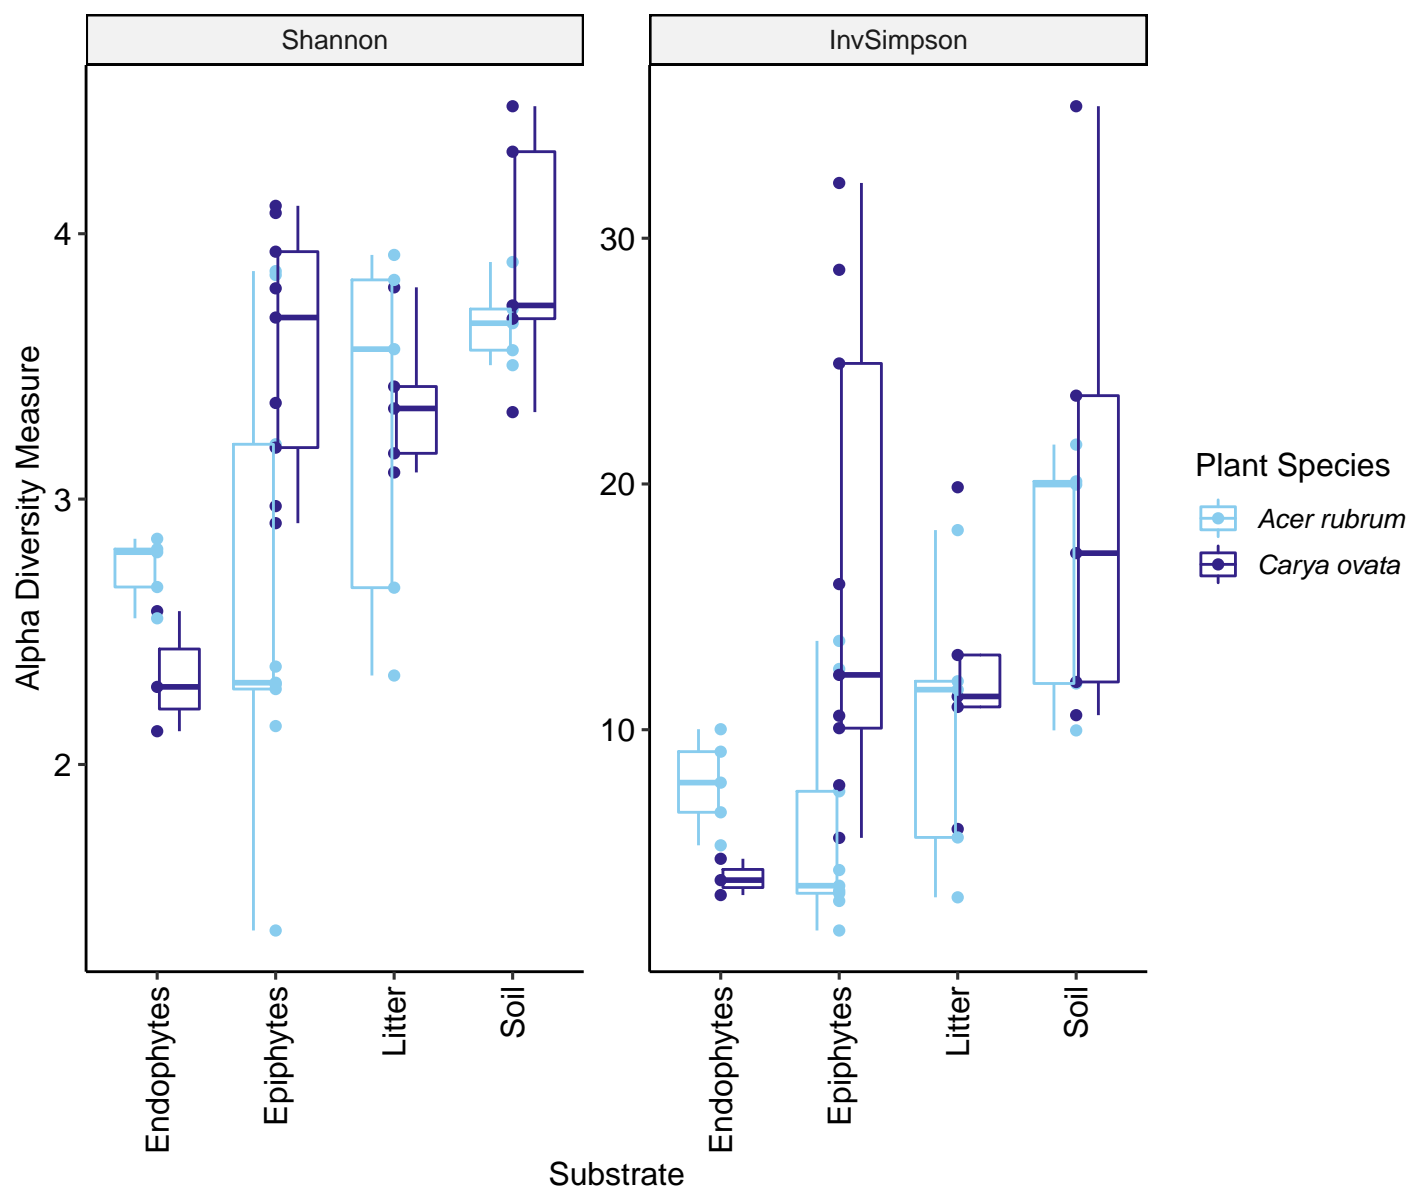 Shannon
InvSimpson
Alpha Diversity Measure
4
3
2
30
20
10
Endophytes
Epiphytes
Litter
Soil
Endophytes
Epiphytes
Litter
Soil
Substrate
Plant Species
Acer rubrum
Carya ovata